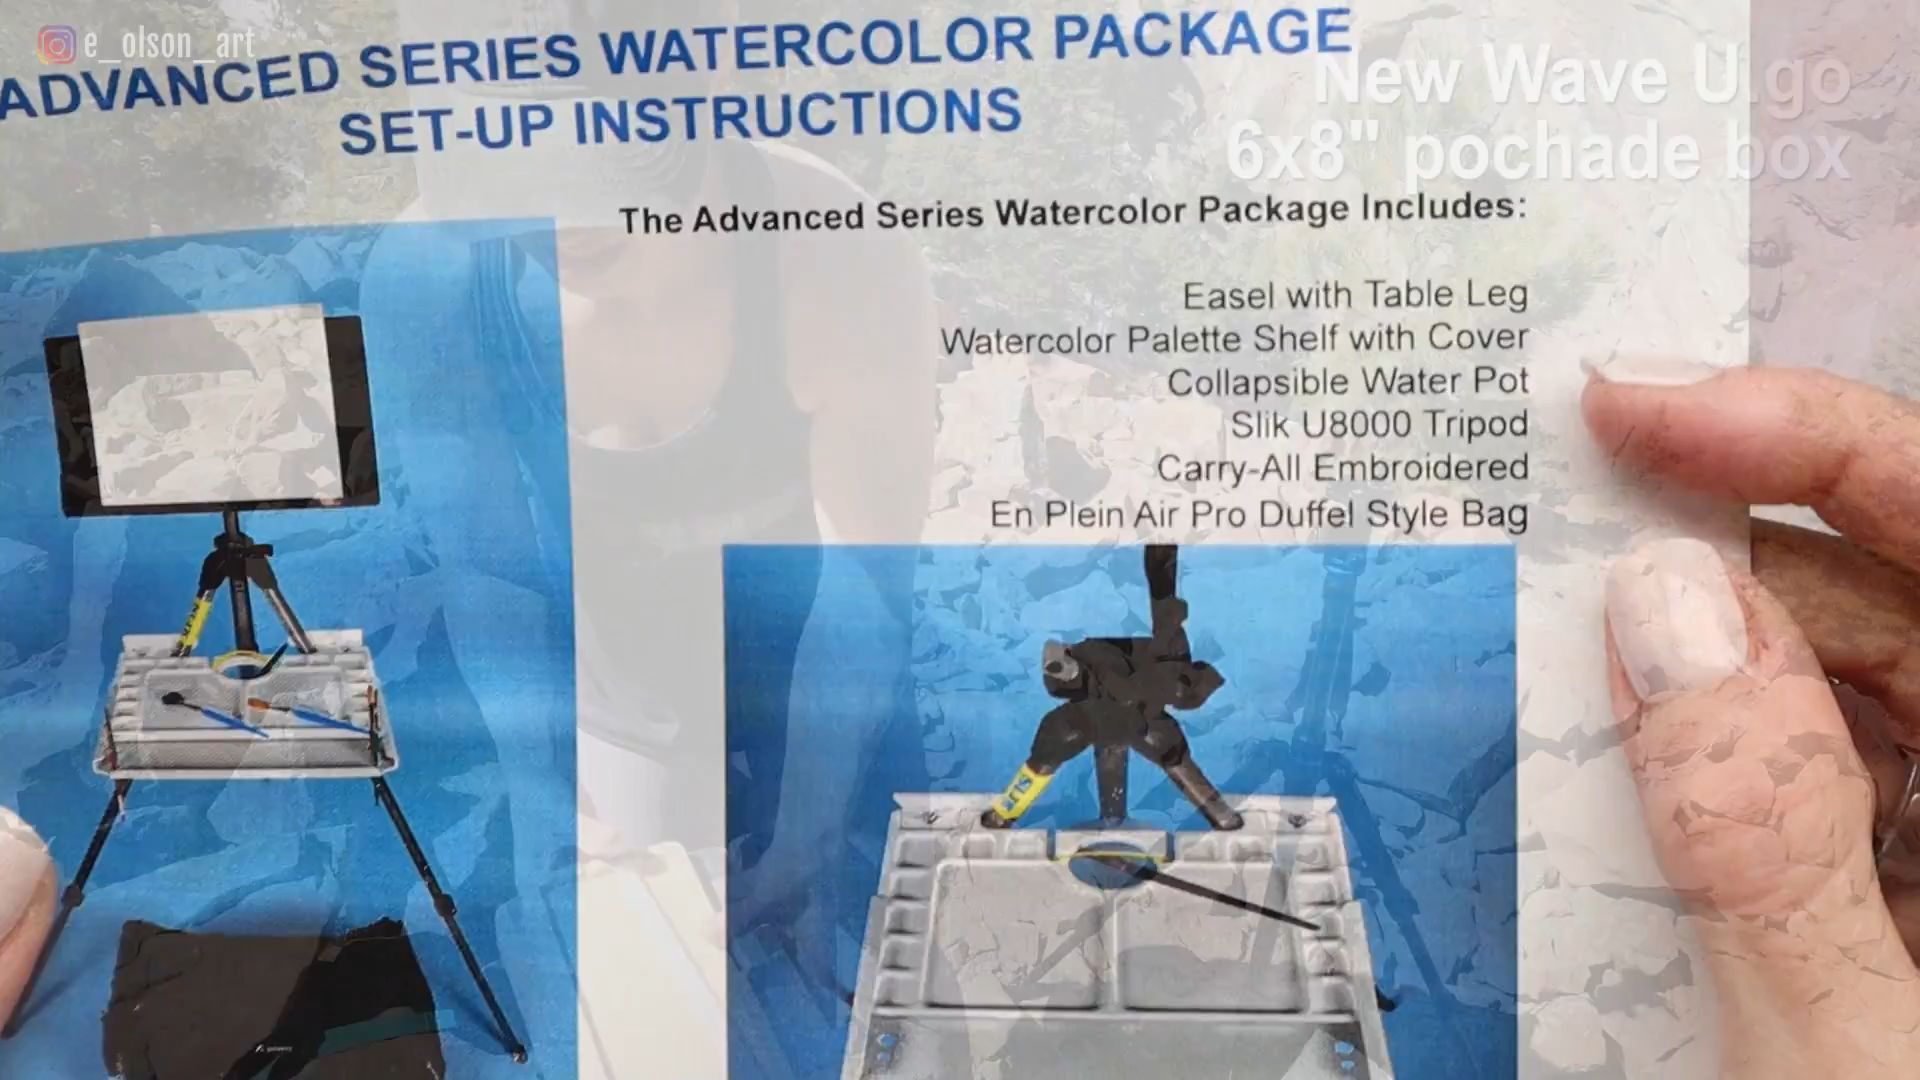 e_olson_art
ADVANCED SERIES WATERCOLOR PACKAGE
SET-UP INSTRUCTIONS
New Wave U.go
6x8" pochade box
The Advanced Series Watercolor Package Includes:
Easel with Table Leg
Watercolor Palette Shelf with Cover
Collapsible Water Pot
Slik U8000 Tripod
Carry-All Embroidered
En Plein Air Pro Duffel Style Bag